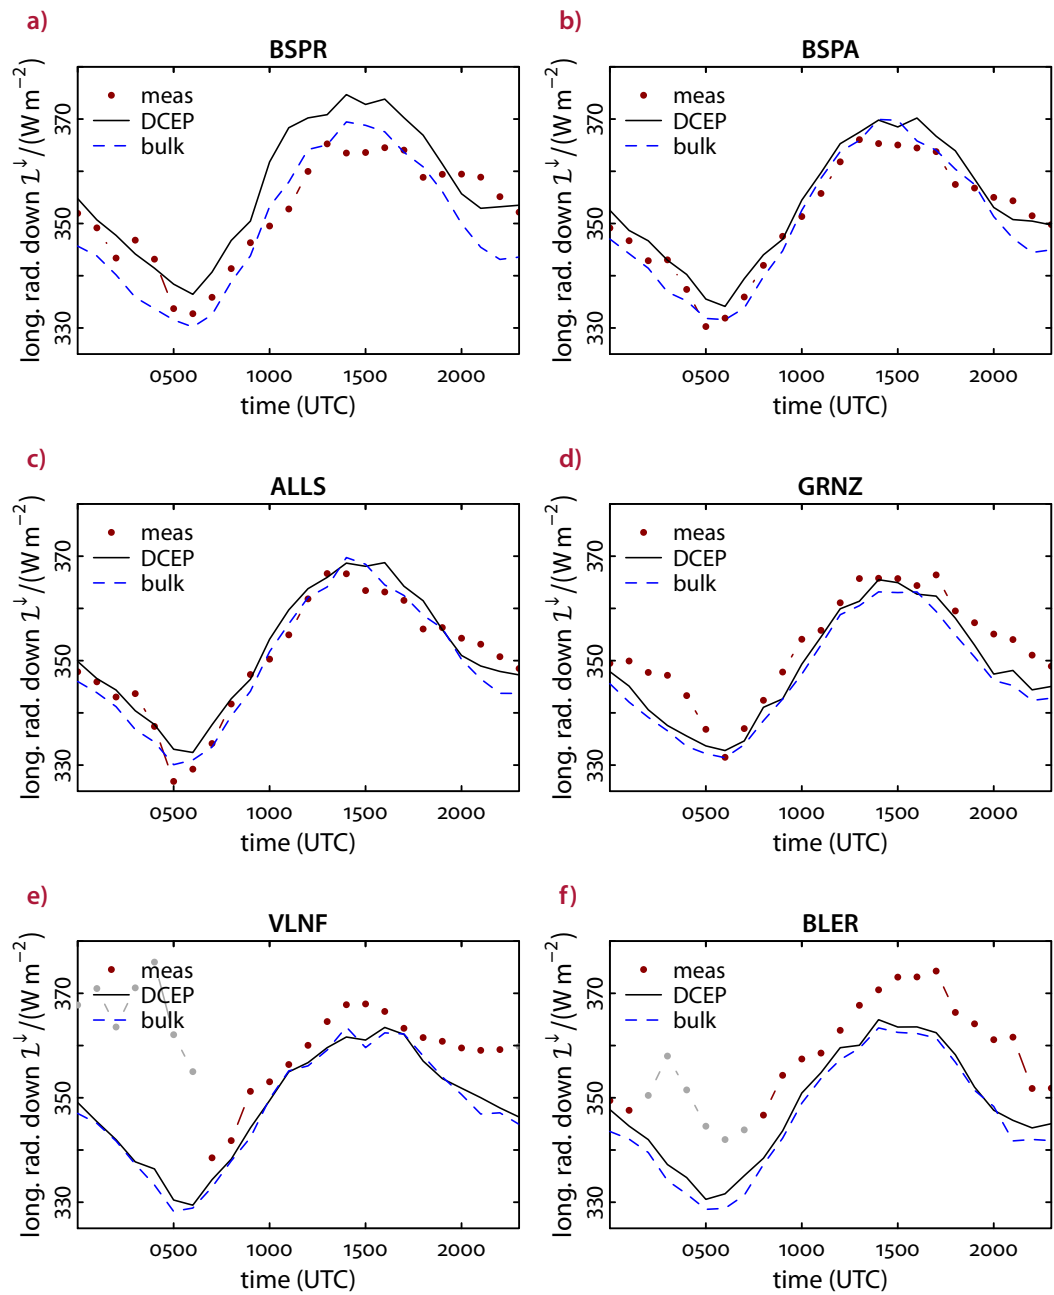 a)
BSPR
meas
DCEP
bulk
long. rad. down L↓/(W m−2)
330
350
370
0500
1000
1500
2000
time (UTC)
b)
BSPA
meas
DCEP
bulk
long. rad. down L↓/(W m−2)
330
350
370
0500
1000
1500
2000
time (UTC)
c)
ALLS
meas
DCEP
bulk
long. rad. down L↓/(W m−2)
330
350
370
0500
1000
1500
2000
time (UTC)
d)
GRNZ
meas
DCEP
bulk
long. rad. down L↓/(W m−2)
330
350
370
0500
1000
1500
2000
time (UTC)
e)
VLNF
meas
DCEP
bulk
long. rad. down L↓/(W m−2)
330
350
370
0500
1000
1500
2000
time (UTC)
f)
BLER
meas
DCEP
bulk
long. rad. down L↓/(W m−2)
330
350
370
0500
1000
1500
2000
time (UTC)